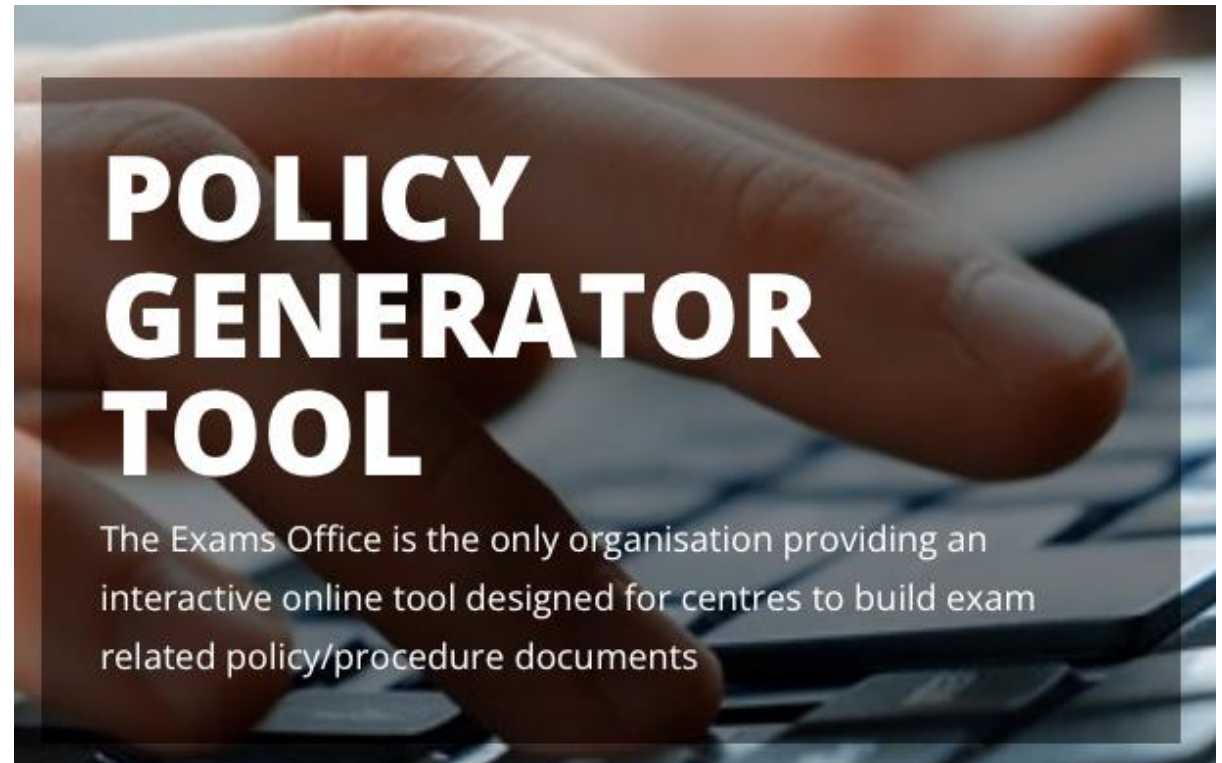 POLICY
GENERATOR
TOOL
The Exams Office is the only organisation providing an
interactive online tool designed for centres to build exam
related policy/procedure documents